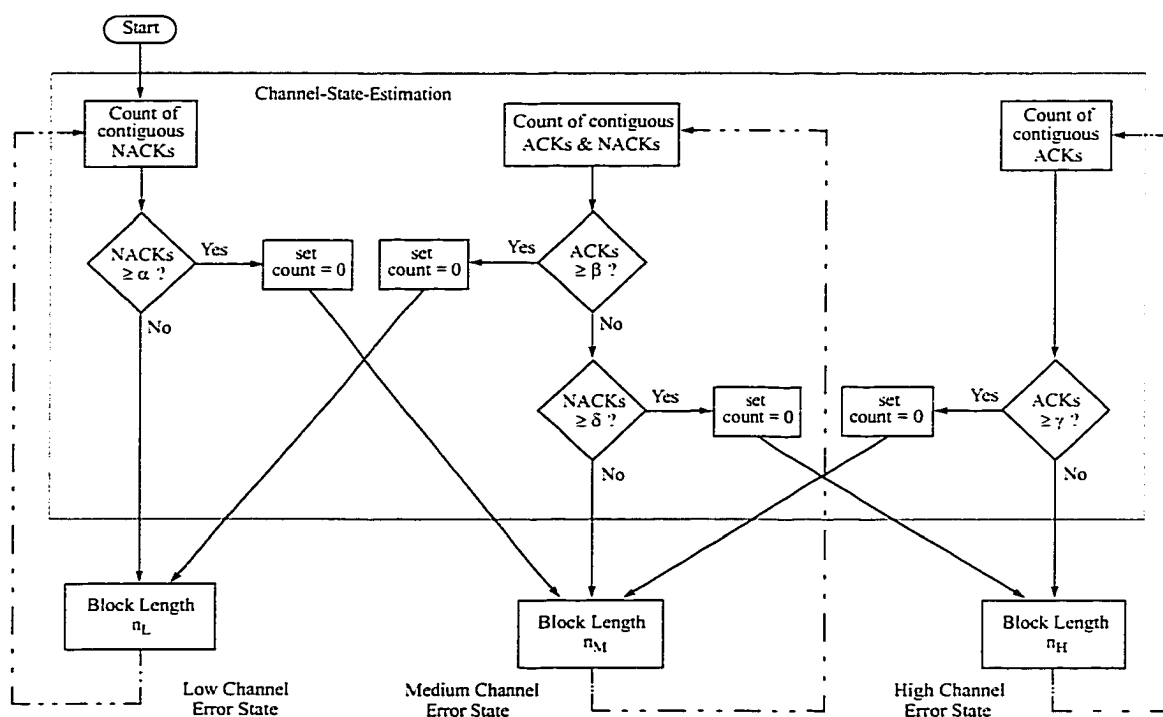 Start
Channel-State-Estimation
Count of
contiguous
NACKs
Count of contiguous
ACKs & NACKs
Count of
contiguous
ACKs
NACKs
≥ α ?
Yes
set
count = 0
set
count = 0
Yes
ACKs
≥ β ?
No
No
NACKs
≥ δ ?
Yes
set
count = 0
set
count = 0
Yes
ACKs
≥ γ ?
No
No
Block Length
n_L
Block Length
n_M
Block Length
n_H
Low Channel
Error State
Medium Channel
Error State
High Channel
Error State